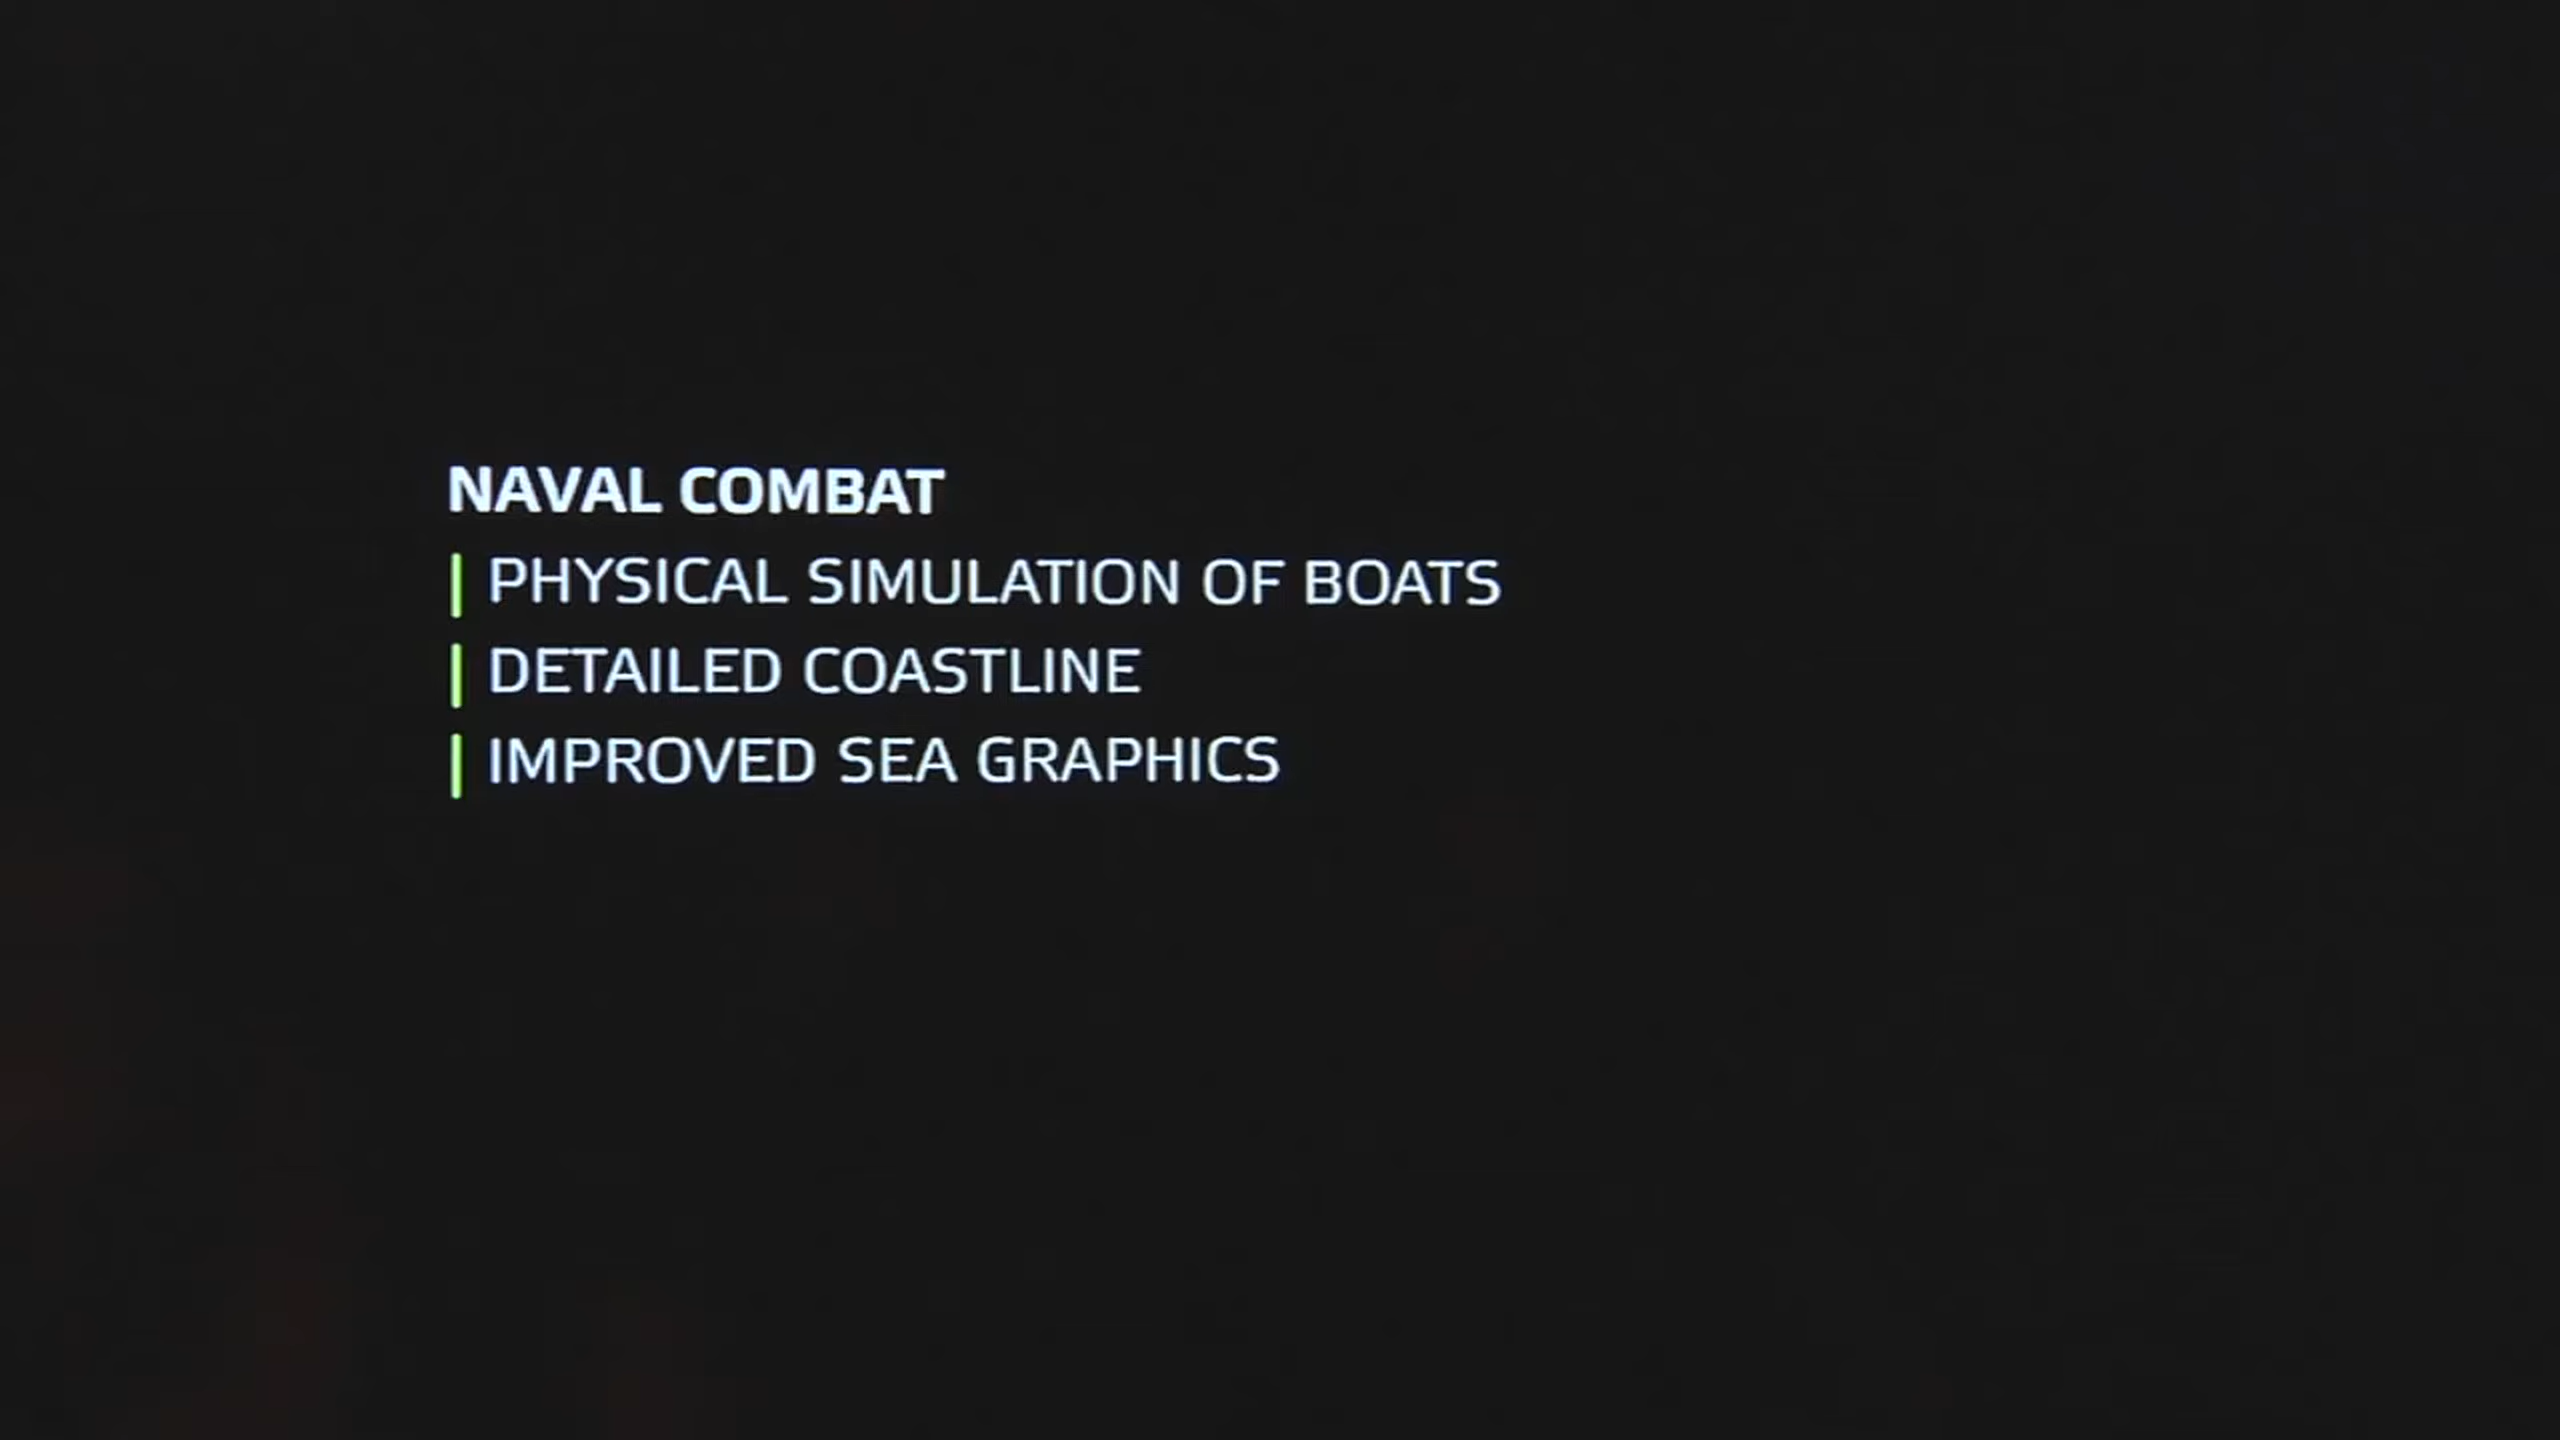 NAVAL COMBAT
PHYSICAL SIMULATION OF BOATS
DETAILED COASTLINE
IMPROVED SEA GRAPHICS